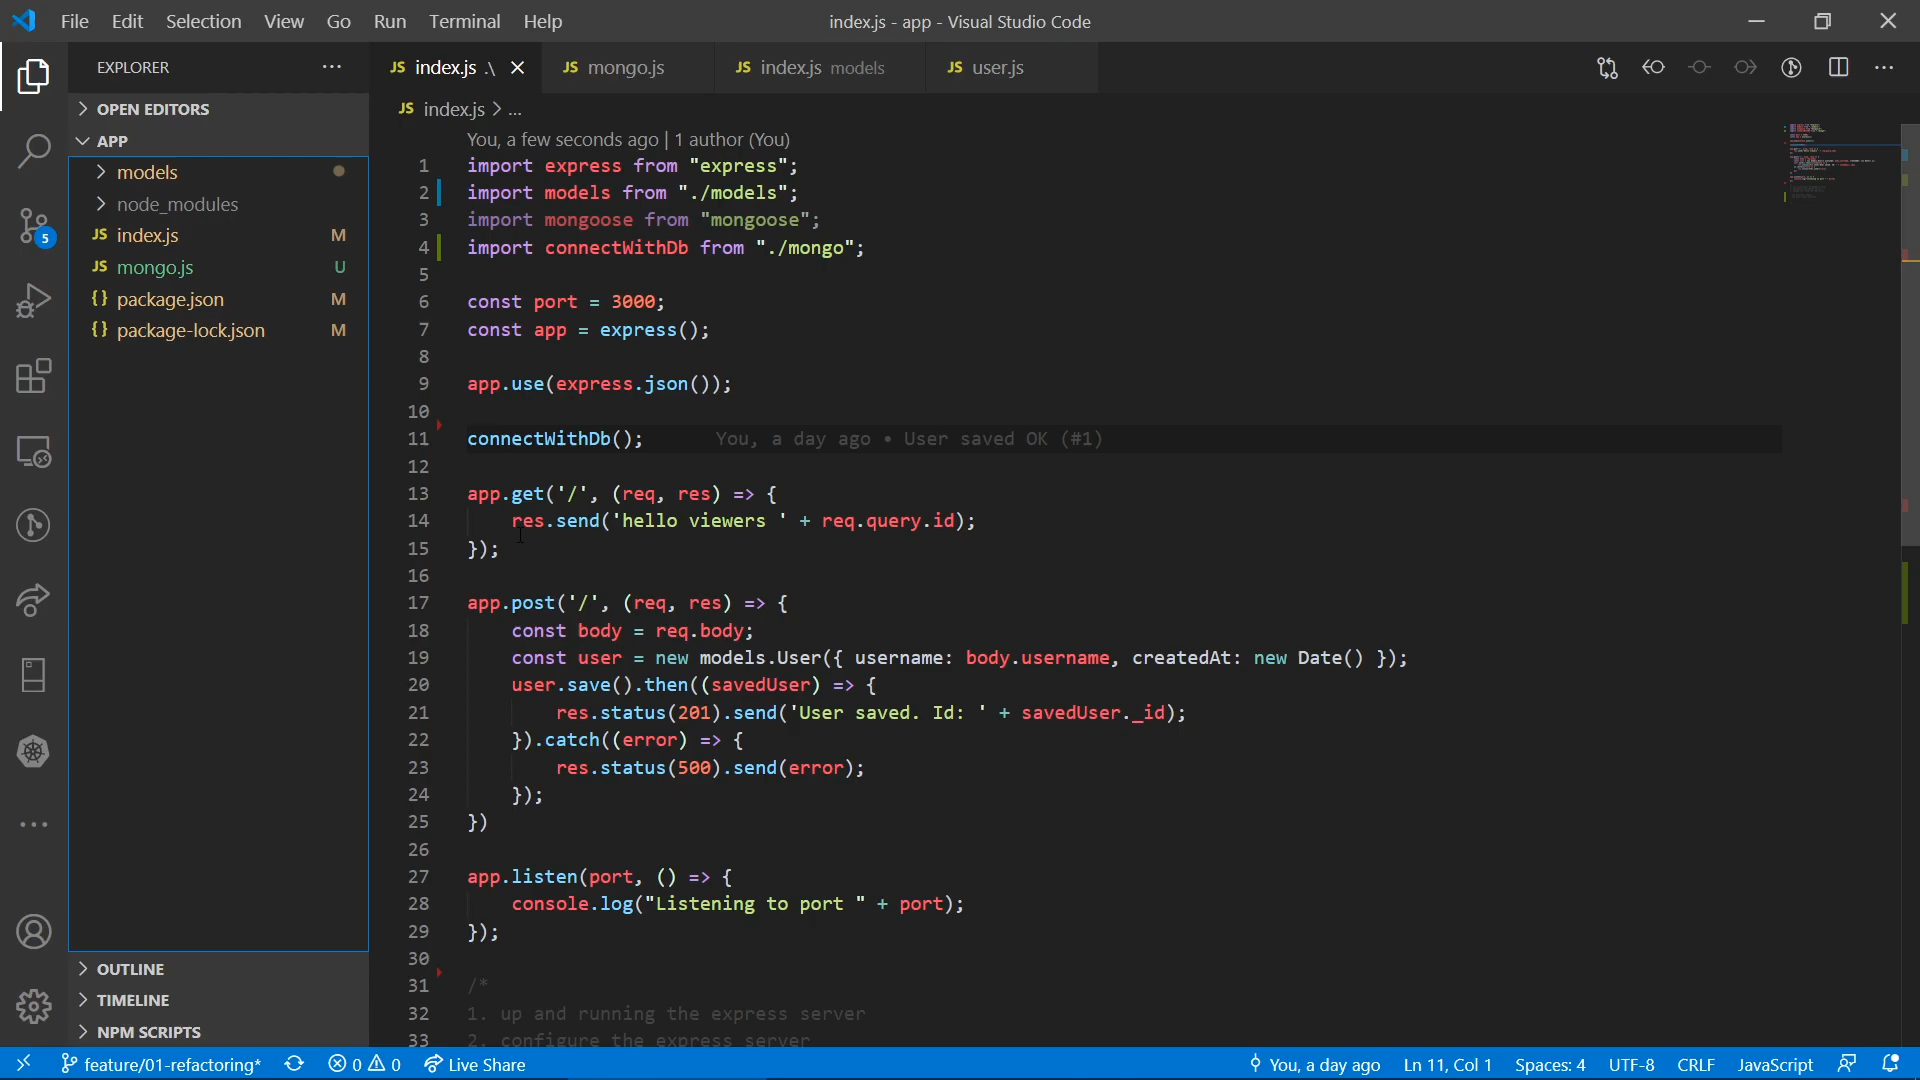 File Edit Selection View Go Run Terminal Help
index.js - app - Visual Studio Code
EXPLORER
OPEN EDITORS
APP
models
node_modules
JS index.js M
JS mongo.js U
{} package.json M
{} package-lock.json M
OUTLINE
TIMELINE
NPM SCRIPTS
5
JS index.js .\
JS mongo.js
JS index.js models
JS user.js
JS index.js > ...
You, a few seconds ago | 1 author (You)
1 import express from "express";
2 import models from "./models";
3 import mongoose from "mongoose";
4 import connectWithDb from "./mongo";
5
6 const port = 3000;
7 const app = express();
8
9 app.use(express.json());
10
11 connectWithDb(); You, a day ago • User saved OK (#1)
12
13 app.get('/', (req, res) => {
14 res.send('hello viewers ' + req.query.id);
15 });
16
17 app.post('/', (req, res) => {
18 const body = req.body;
19 const user = new models.User({ username: body.username, createdAt: new Date() });
20 user.save().then((savedUser) => {
21 res.status(201).send('User saved. Id: ' + savedUser._id);
22 }).catch((error) => {
23 res.status(500).send(error);
24 });
25 })
26
27 app.listen(port, () => {
28 console.log("Listening to port " + port);
29 });
30
31 /*
32 1. up and running the express server
33 2. configure the express server
feature/01-refactoring* 0 0 Live Share
You, a day ago Ln 11, Col 1 Spaces: 4 UTF-8 CRLF JavaScript